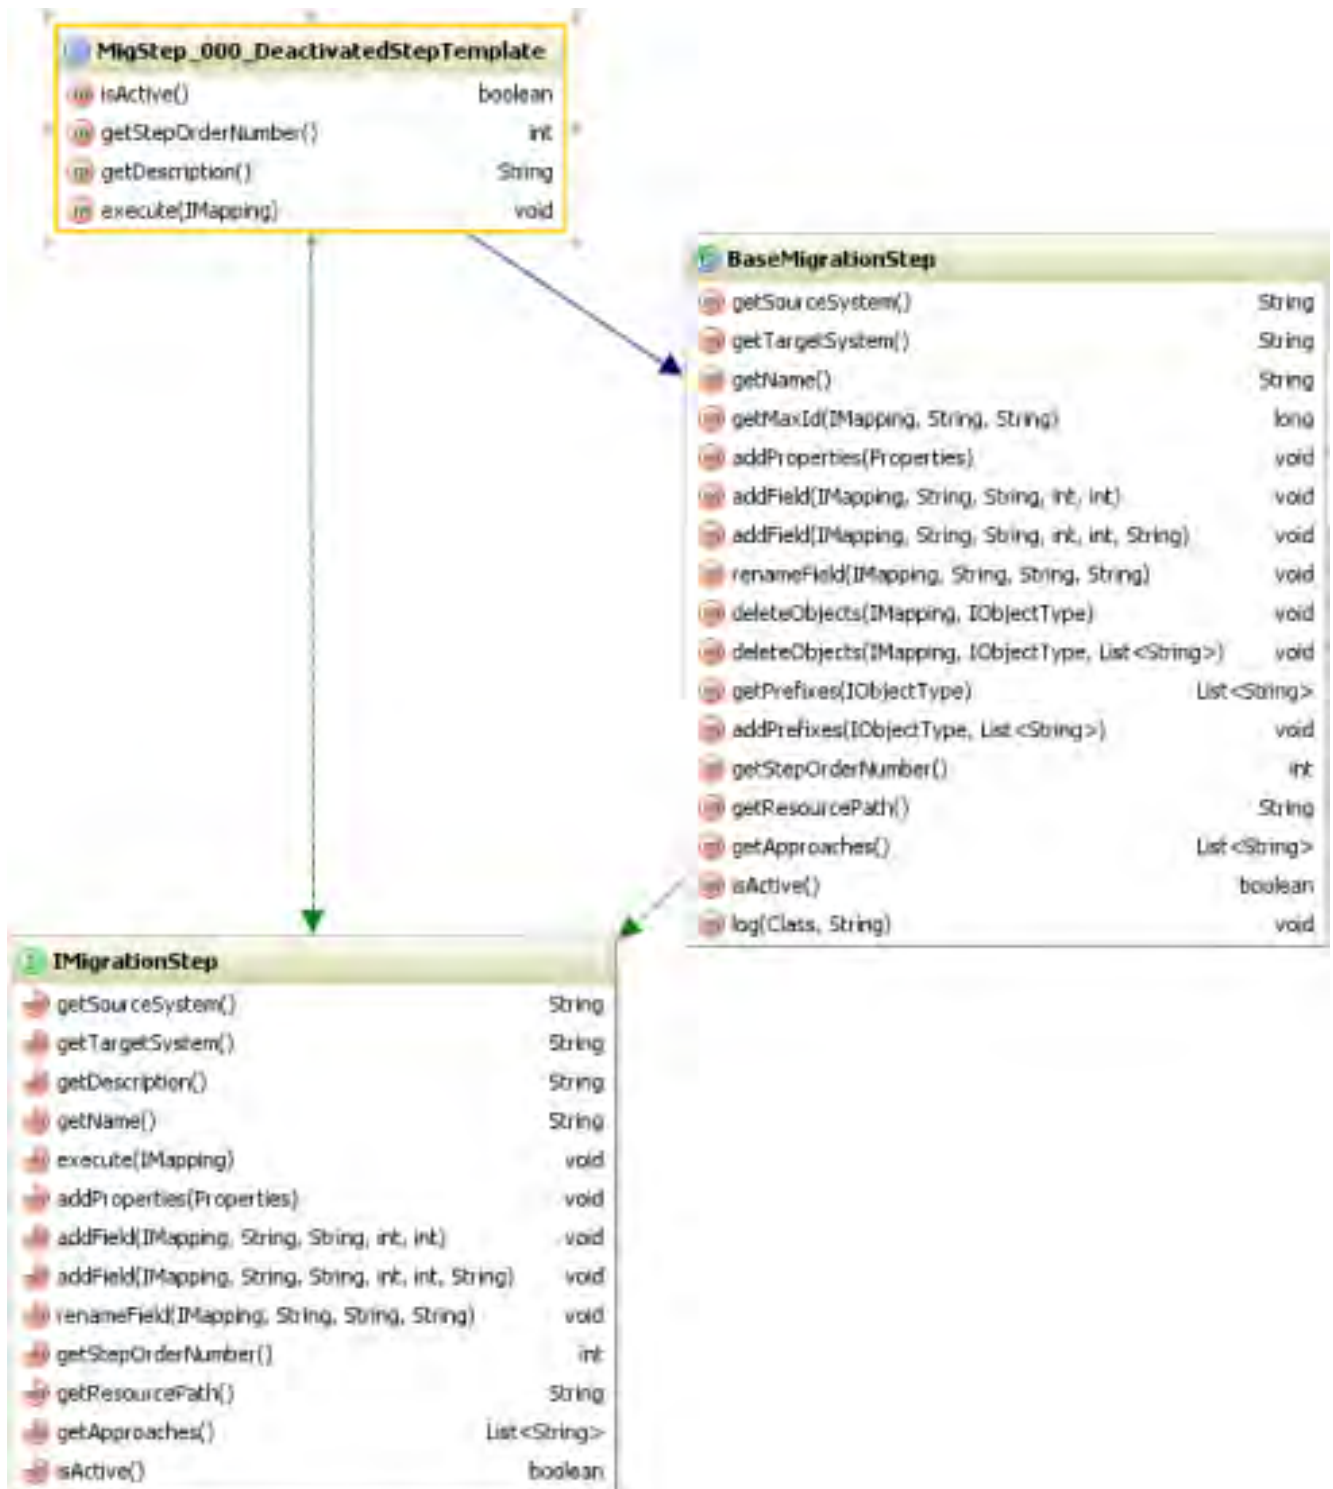 MigStep_000_DeactivatedStepTemplate
isActive() boolean
getStepOrderNumber() int
getDescription() String
execute(IMapping) void
BaseMigrationStep
getSourceSystem() String
getTargetSystem() String
getName() String
getMaxId(IMapping, String, String) long
addProperties(Properties) void
addField(IMapping, String, String, int, int) void
addField(IMapping, String, String, int, int, String) void
renameField(IMapping, String, String, String) void
deleteObjects(IMapping, IObjectType) void
deleteObjects(IMapping, IObjectType, List<String>) void
getPrefixes(IObjectType) List<String>
addPrefixes(IObjectType, List<String>) void
getStepOrderNumber() int
getResourcePath() String
getApproaches() List<String>
isActive() boolean
log(Class, String) void
IMigrationStep
getSourceSystem() String
getTargetSystem() String
getDescription() String
getName() String
execute(IMapping) void
addProperties(Properties) void
addField(IMapping, String, String, int, int) void
addField(IMapping, String, String, int, int, String) void
renameField(IMapping, String, String, String) void
getStepOrderNumber() int
getResourcePath() String
getApproaches() List<String>
isActive() boolean